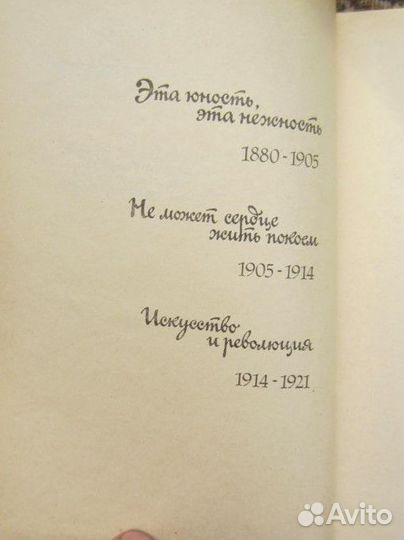 Эта юность,
эта нежность
1880-1905
Не может сердце
жить покоем
1905-1914
Искусство
и революция
1914-1921
Avito